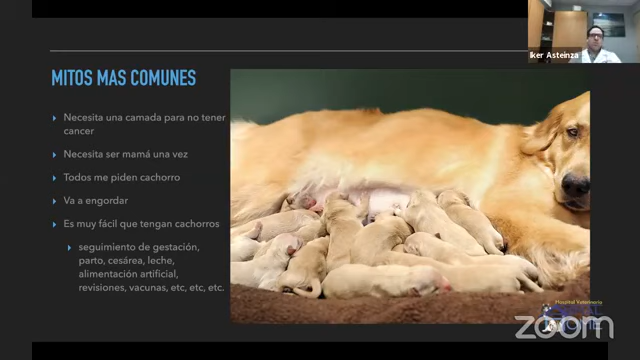 Iker Asteinza
MITOS MAS COMUNES
Necesita una camada para no tener
cancer
Necesita ser mamá una vez
Todos me piden cachorro
Va a engordar
Es muy fácil que tengan cachorros
seguimiento de gestación,
parto, cesárea, leche,
alimentación artificial,
revisiones, vacunas, etc, etc, etc.
Hospital Veterinario
zoom